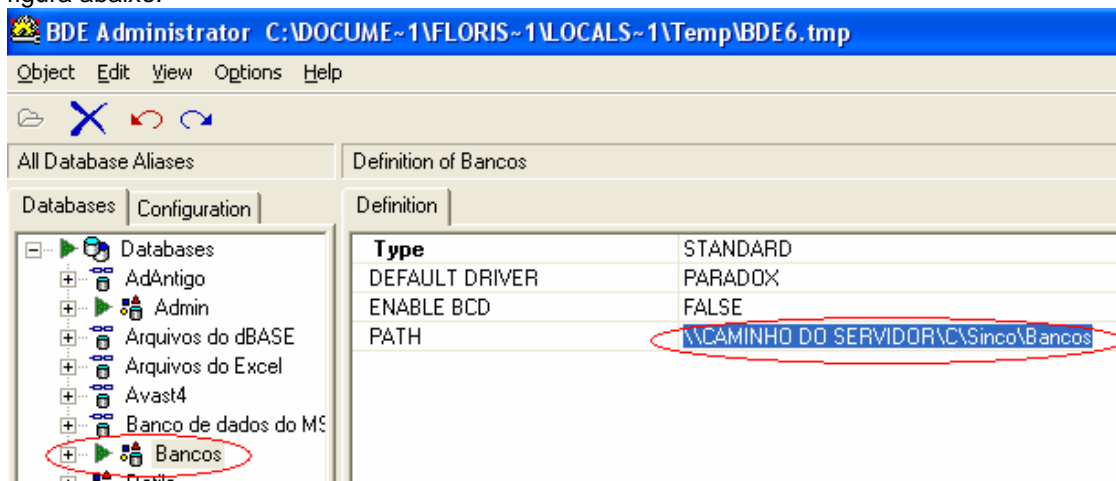 figura abaixo.
BDE Administrator C:\DOCUME~1\FLORIS~1\LOCALS~1\Temp\BDE6.tmp
Object Edit View Options Help
All Database Aliases Definition of Bancos
Databases Configuration Definition
Databases Type STANDARD
AdAntigo DEFAULT DRIVER PARADOX
Admin ENABLE BCD FALSE
Arquivos do dBASE PATH \\CAMINHO DO SERVIDOR\C\Sinco\Bancos
Arquivos do Excel
Avast4
Banco de dados do MS
Bancos